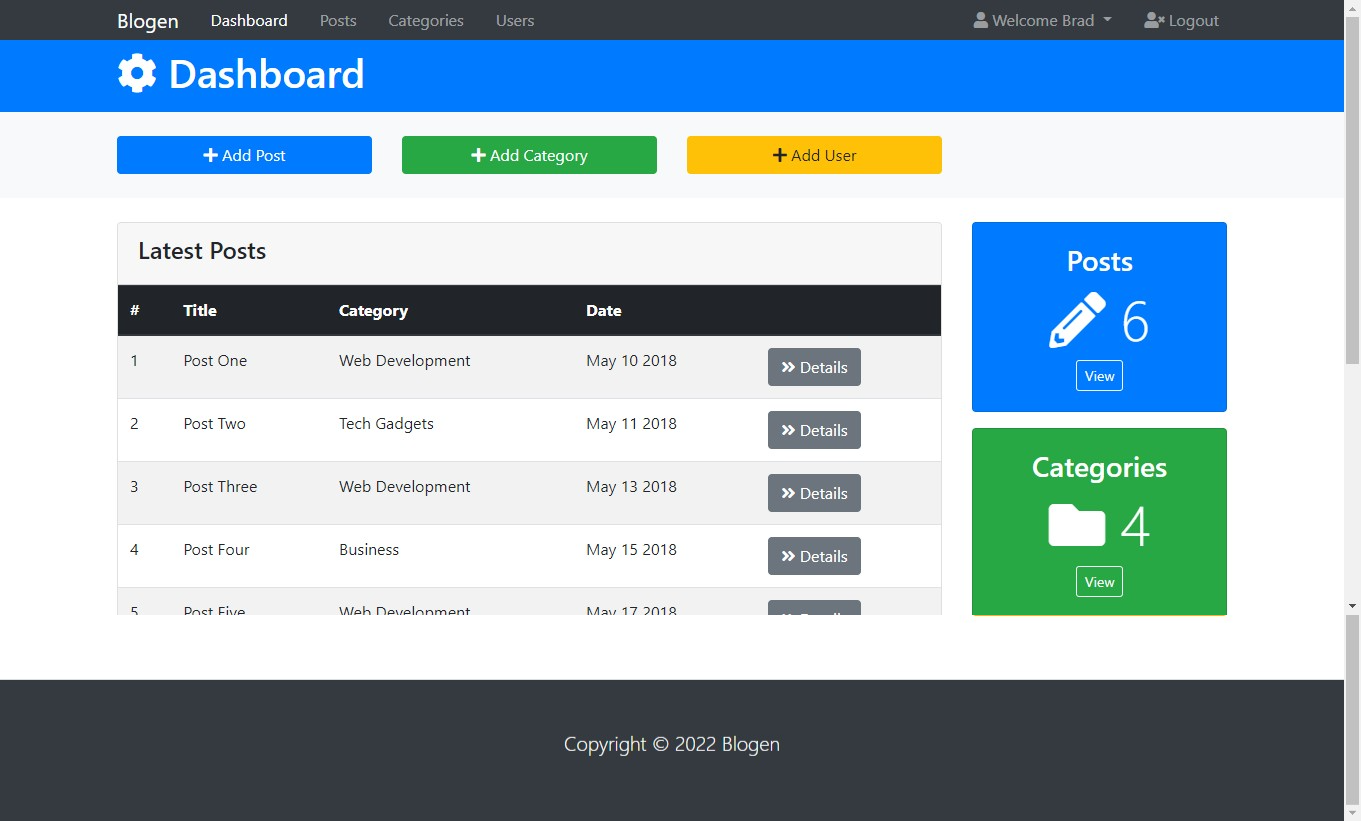 Blogen Dashboard Posts Categories Users Welcome Brad Logout
Dashboard
Add Post Add Category Add User
Latest Posts
# Title Category Date
1 Post One Web Development May 10 2018 Details
2 Post Two Tech Gadgets May 11 2018 Details
3 Post Three Web Development May 13 2018 Details
4 Post Four Business May 15 2018 Details
5 Post Five Web Development May 17 2018
Posts
6
View
Categories
4
View
Copyright © 2022 Blogen